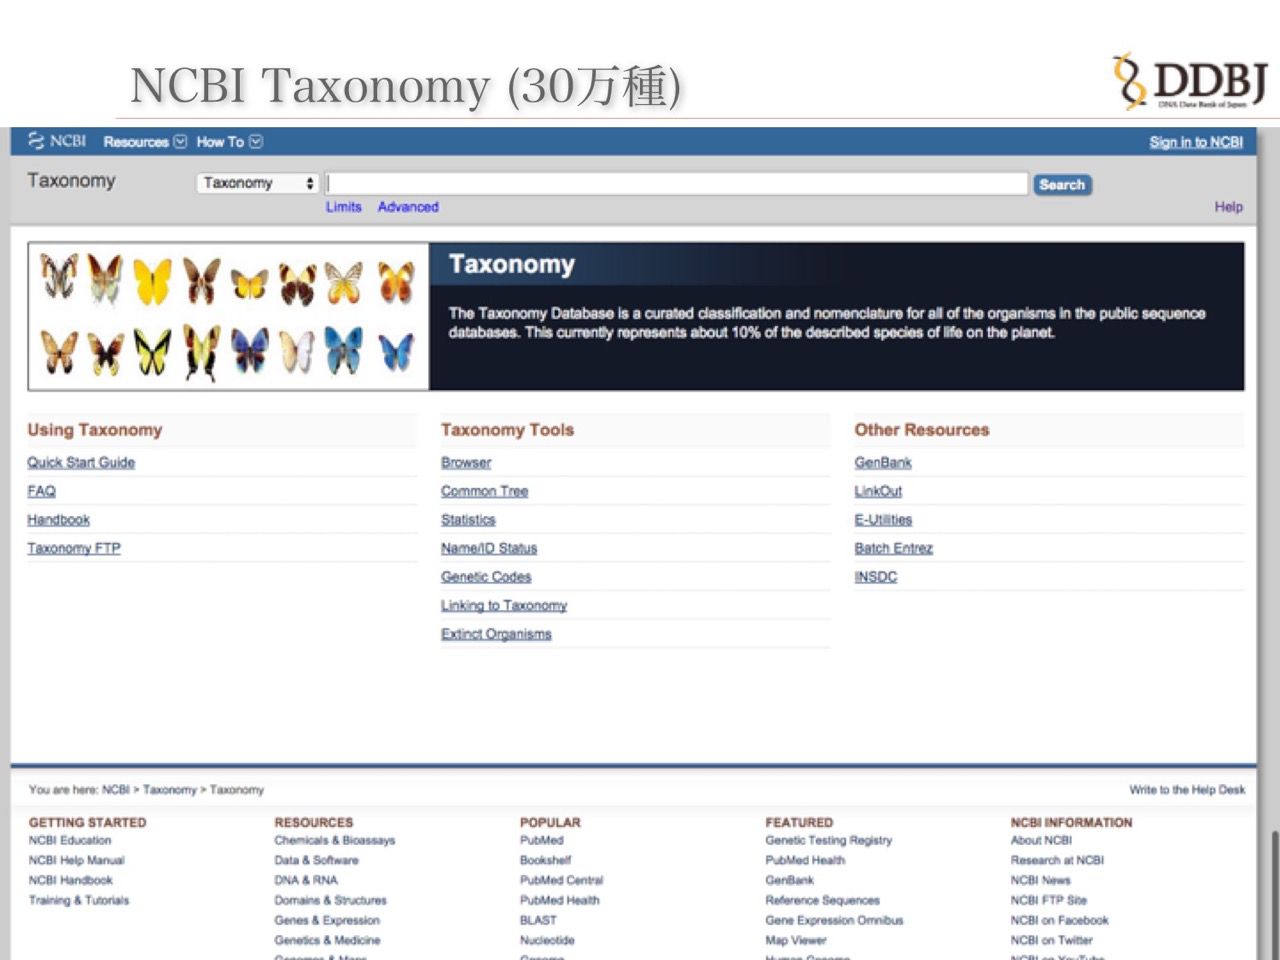 NCBI Taxonomy (30万種)
DDBJ
DNA Data Bank of Japan
NCBI Resources How To Sign in to NCBI
Taxonomy Taxonomy Search
Limits Advanced Help
Taxonomy
The Taxonomy Database is a curated classification and nomenclature for all of the organisms in the public sequence
databases. This currently represents about 10% of the described species of life on the planet.
Using Taxonomy
Quick Start Guide
FAQ
Handbook
Taxonomy FTP
Taxonomy Tools
Browser
Common Tree
Statistics
Name/ID Status
Genetic Codes
Linking to Taxonomy
Extinct Organisms
Other Resources
GenBank
LinkOut
E-Utilities
Batch Entrez
INSDC
You are here: NCBI > Taxonomy > Taxonomy
Write to the Help Desk
GETTING STARTED
NCBI Education
NCBI Help Manual
NCBI Handbook
Training & Tutorials
RESOURCES
Chemicals & Bioassays
Data & Software
DNA & RNA
Domains & Structures
Genes & Expression
Genetics & Medicine
Genomes & Maps
POPULAR
PubMed
Bookshelf
PubMed Central
PubMed Health
BLAST
Nucleotide
Genome
FEATURED
Genetic Testing Registry
PubMed Health
GenBank
Reference Sequences
Gene Expression Omnibus
Map Viewer
Human Genome
NCBI INFORMATION
About NCBI
Research at NCBI
NCBI News
NCBI FTP Site
NCBI on Facebook
NCBI on Twitter
NCBI on YouTube